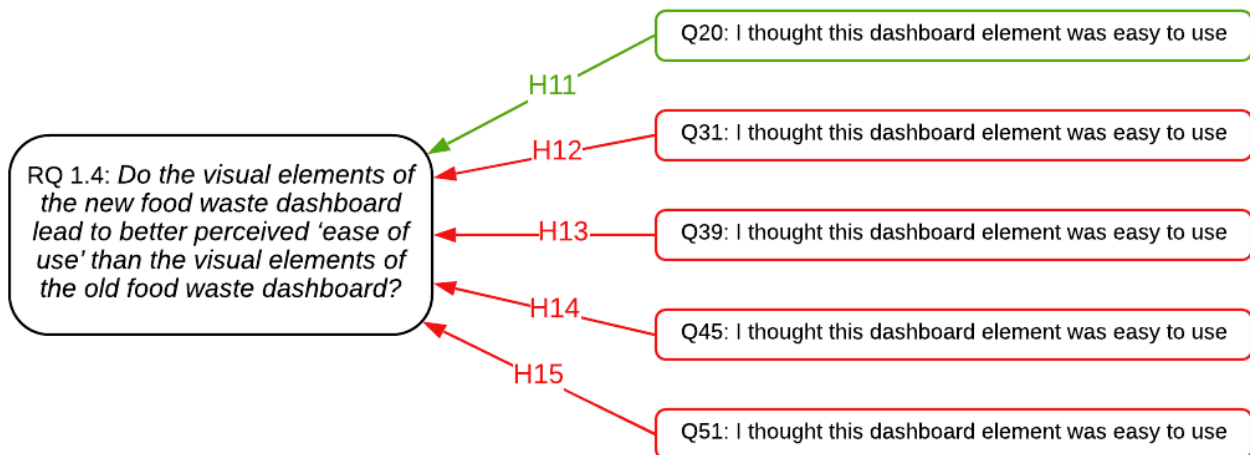 Q20: I thought this dashboard element was easy to use
H11
Q31: I thought this dashboard element was easy to use
H12
RQ 1.4: Do the visual elements of
the new food waste dashboard
lead to better perceived ‘ease of
use’ than the visual elements of
the old food waste dashboard?
H13
Q39: I thought this dashboard element was easy to use
H14
Q45: I thought this dashboard element was easy to use
H15
Q51: I thought this dashboard element was easy to use